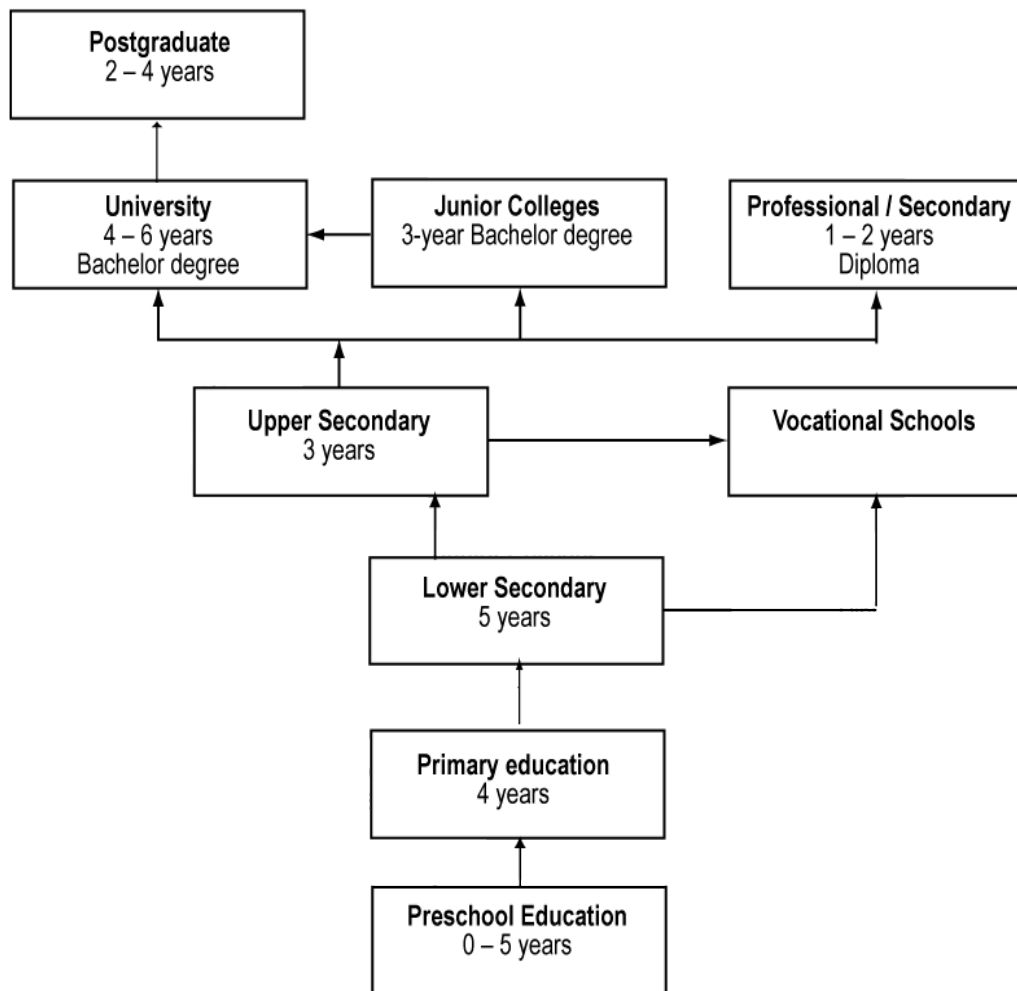 Postgraduate
2 – 4 years
University
4 – 6 years
Bachelor degree
Junior Colleges
3-year Bachelor degree
Professional / Secondary
1 – 2 years
Diploma
Upper Secondary
3 years
Vocational Schools
Lower Secondary
5 years
Primary education
4 years
Preschool Education
0 – 5 years